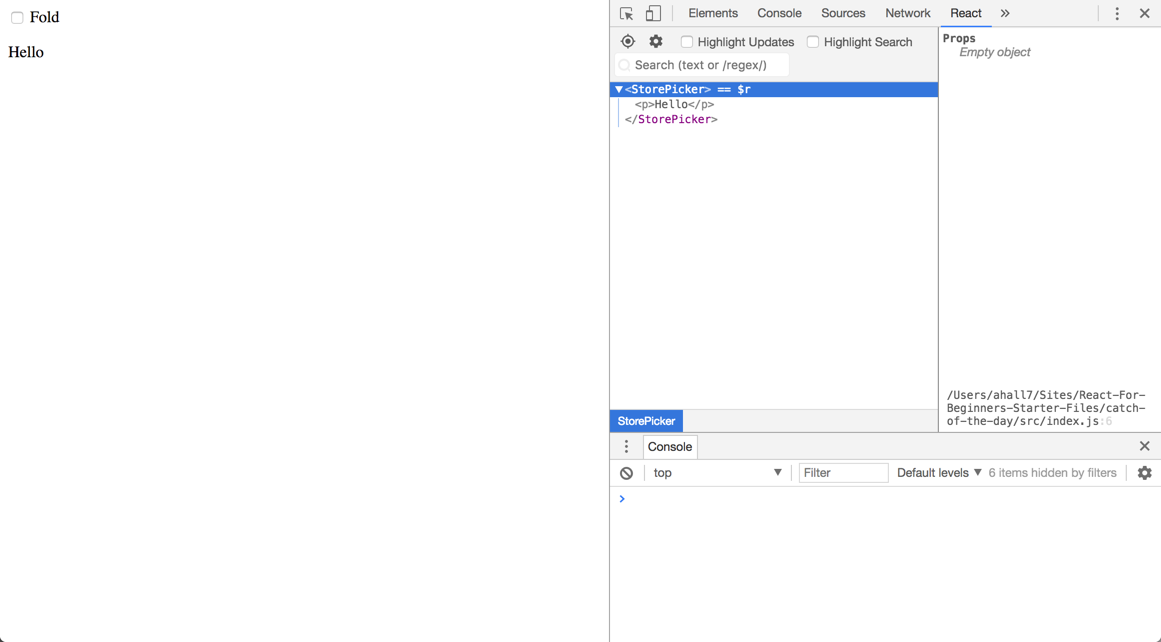 Fold
Hello
Elements Console Sources Network React »
Highlight Updates Highlight Search
Search (text or /regex/)
<StorePicker> == $r
<p>Hello</p>
</StorePicker>
StorePicker
Props
Empty object
/Users/ahall7/Sites/React-For-
Beginners-Starter-Files/catch-
of-the-day/src/index.js:6
Console
top Filter Default levels 6 items hidden by filters